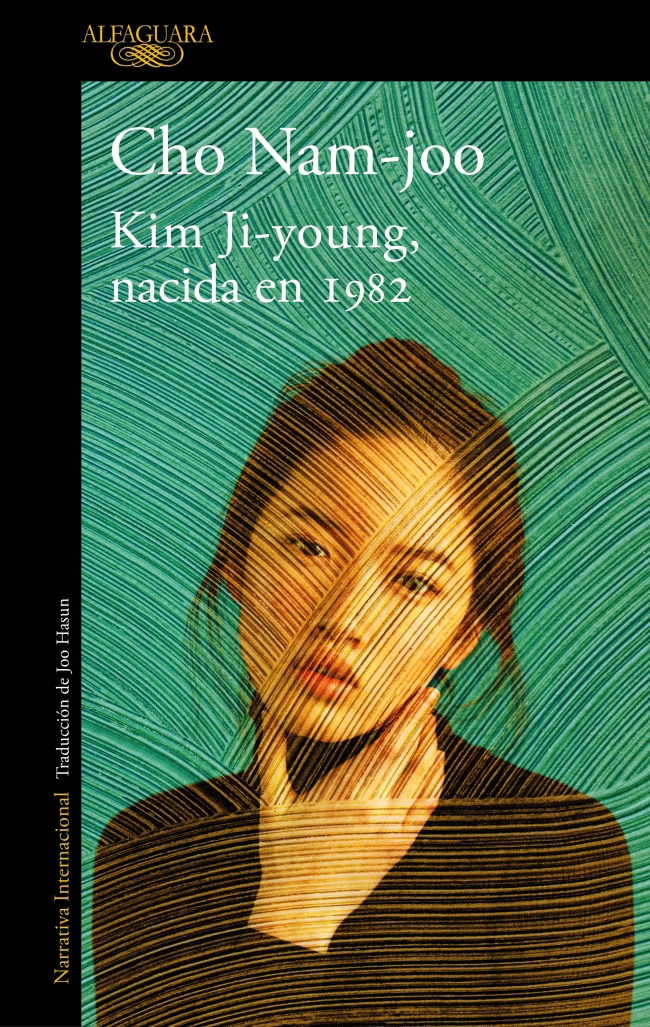 ALFAGUARA
Cho Nam-joo
Kim Ji-young,
nacida en 1982
Narrativa Internacional Traducción de Joo Hasun